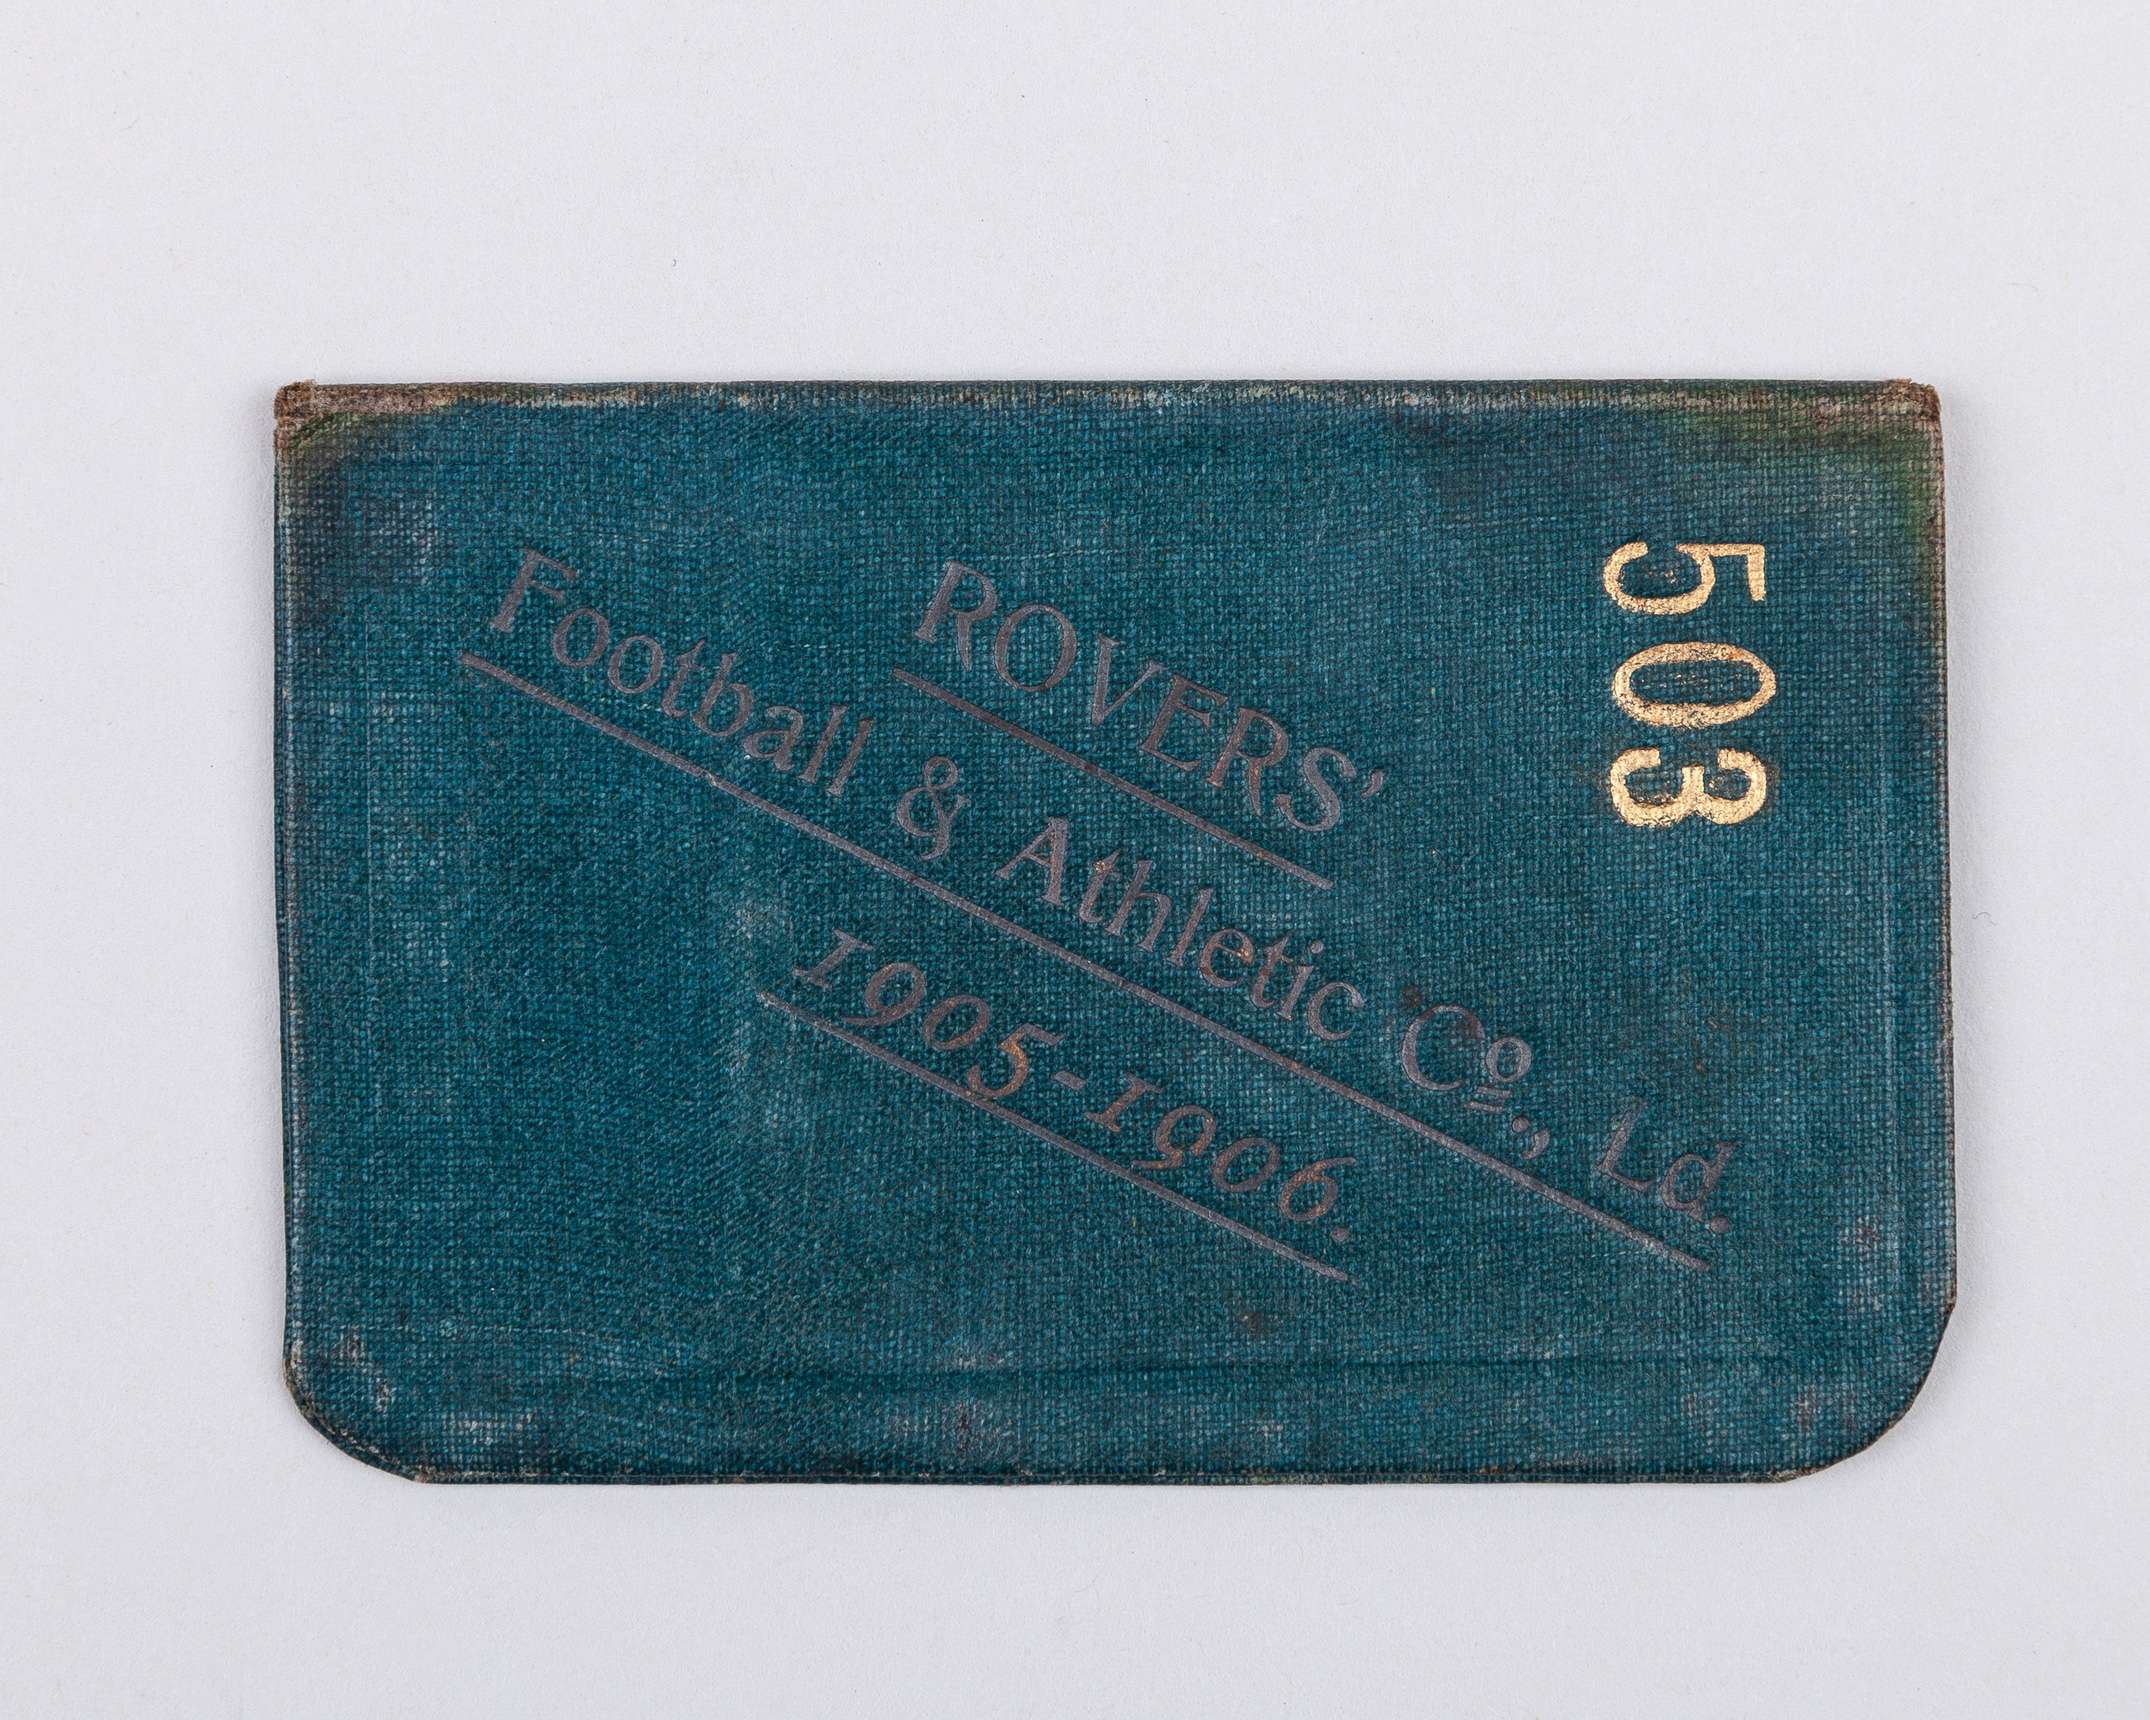 503
ROVERS'
Football & Athletic Co., Ld.
1905-1906.